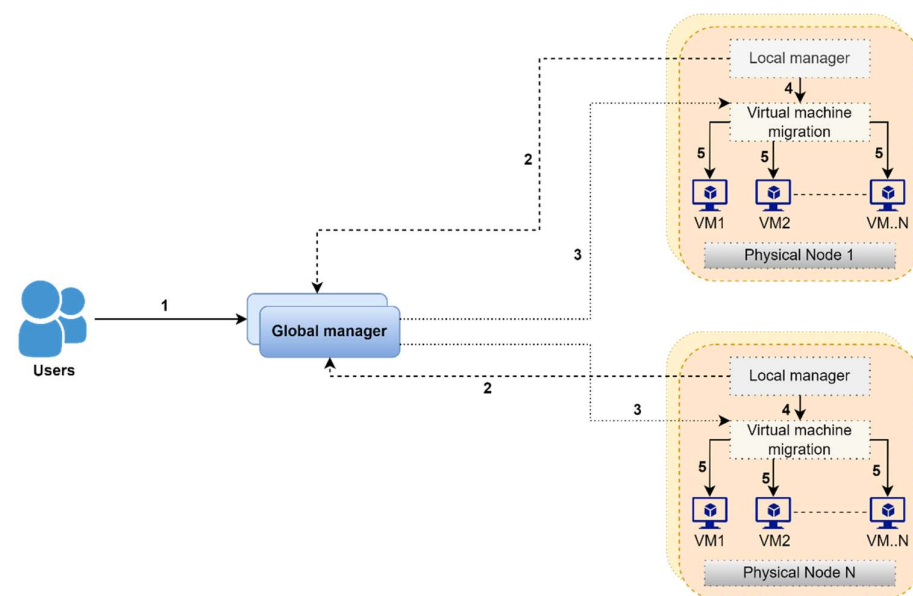 Local manager
4
Virtual machine
migration
5
5
5
VM1
VM2
VM..N
Physical Node 1
2
3
1
Global manager
Users
Local manager
2
3
4
Virtual machine
migration
5
5
5
VM1
VM2
VM..N
Physical Node N